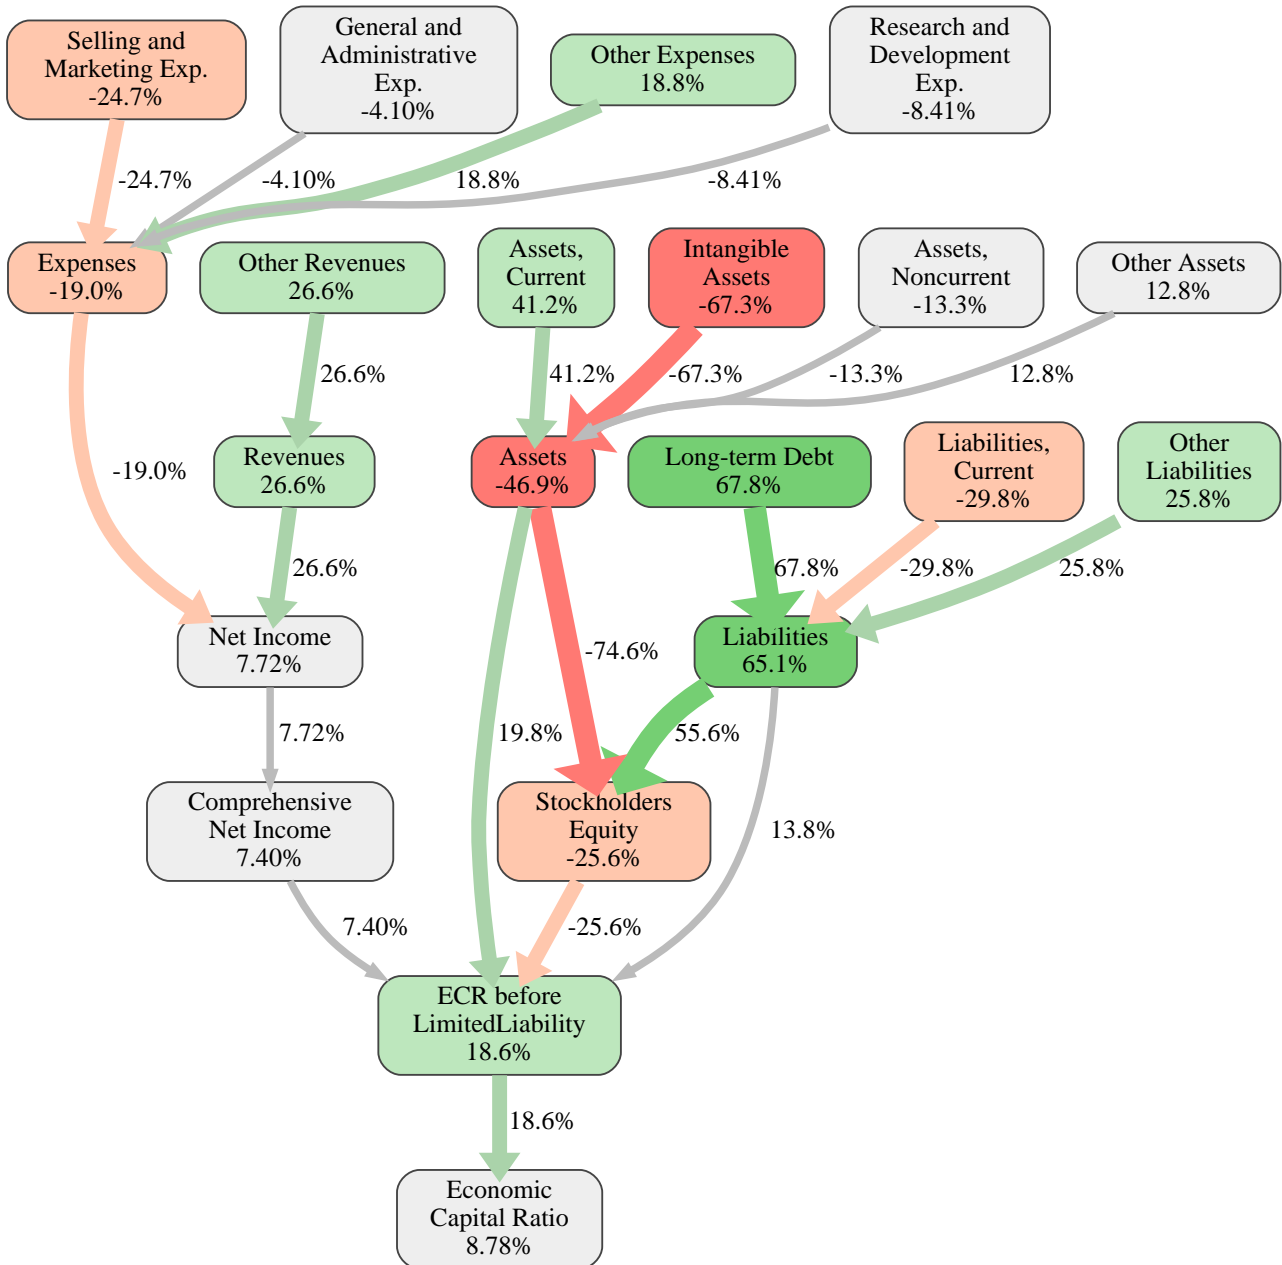 Selling and
Marketing Exp.
-24.7%
General and
Administrative
Exp.
-4.10%
Other Expenses
18.8%
Research and
Development
Exp.
-8.41%
-24.7%
-4.10%
18.8%
-8.41%
Expenses
-19.0%
Other Revenues
26.6%
Assets,
Current
41.2%
Intangible
Assets
-67.3%
Assets,
Noncurrent
-13.3%
Other Assets
12.8%
26.6%
41.2%
-67.3%
-13.3%
12.8%
-19.0%
Revenues
26.6%
Assets
-46.9%
Long-term Debt
67.8%
Liabilities,
Current
-29.8%
Other
Liabilities
25.8%
26.6%
67.8%
-29.8%
25.8%
Net Income
7.72%
-74.6%
Liabilities
65.1%
7.72%
19.8%
55.6%
Comprehensive
Net Income
7.40%
Stockholders
Equity
-25.6%
13.8%
7.40%
-25.6%
ECR before
LimitedLiability
18.6%
18.6%
Economic
Capital Ratio
8.78%